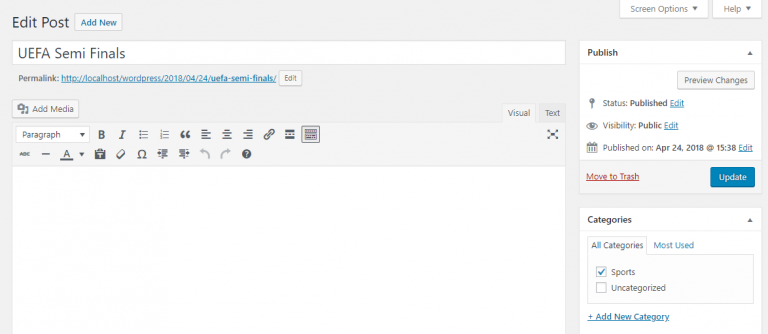 Screen Options Help
Edit Post Add New
UEFA Semi Finals
Permalink: http://localhost/wordpress/2018/04/24/uefa-semi-finals/ Edit
Add Media
Visual Text
Paragraph
B I
ABC A Ω
Publish
Preview Changes
Status: Published Edit
Visibility: Public Edit
Published on: Apr 24, 2018 @ 15:38 Edit
Move to Trash Update
Categories
All Categories Most Used
Sports
Uncategorized
+ Add New Category